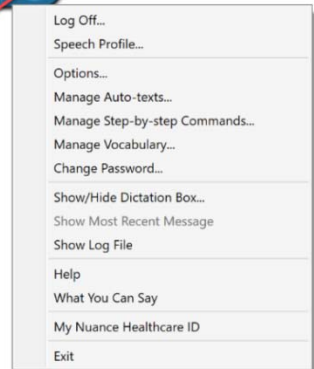 Log Off...
Speech Profile...
Options...
Manage Auto-texts...
Manage Step-by-step Commands...
Manage Vocabulary...
Change Password...
Show/Hide Dictation Box...
Show Most Recent Message
Show Log File
Help
What You Can Say
My Nuance Healthcare ID
Exit